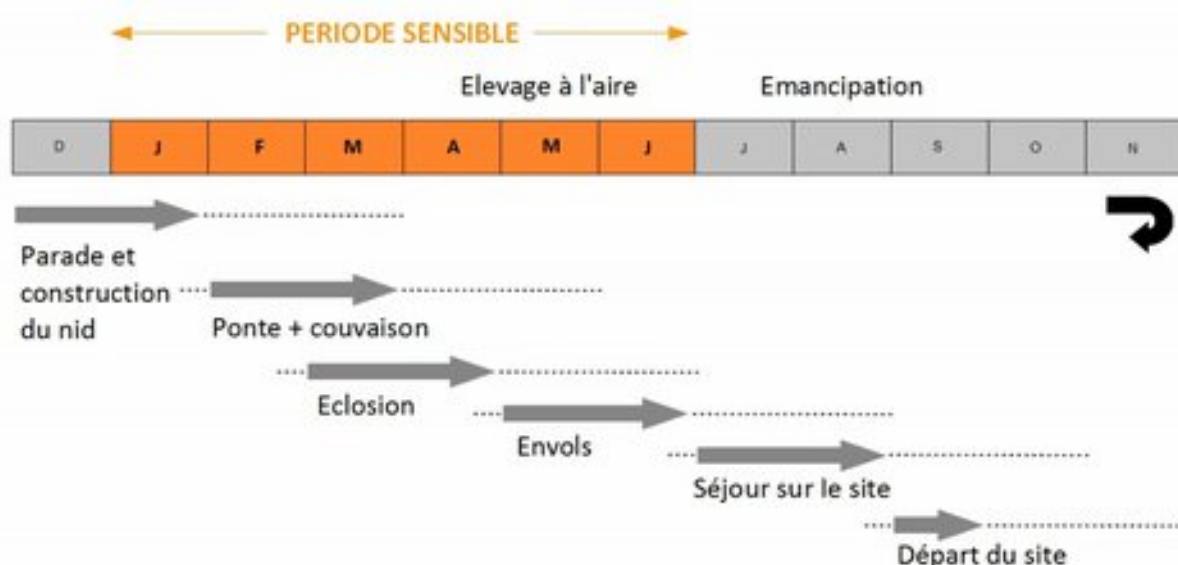 PERIODE SENSIBLE
Elevage à l'aire
Emancipation
D J F M A M J J A S O N
Parade et
construction
du nid
Ponte + couvaison
Eclosion
Envols
Séjour sur le site
Départ du site